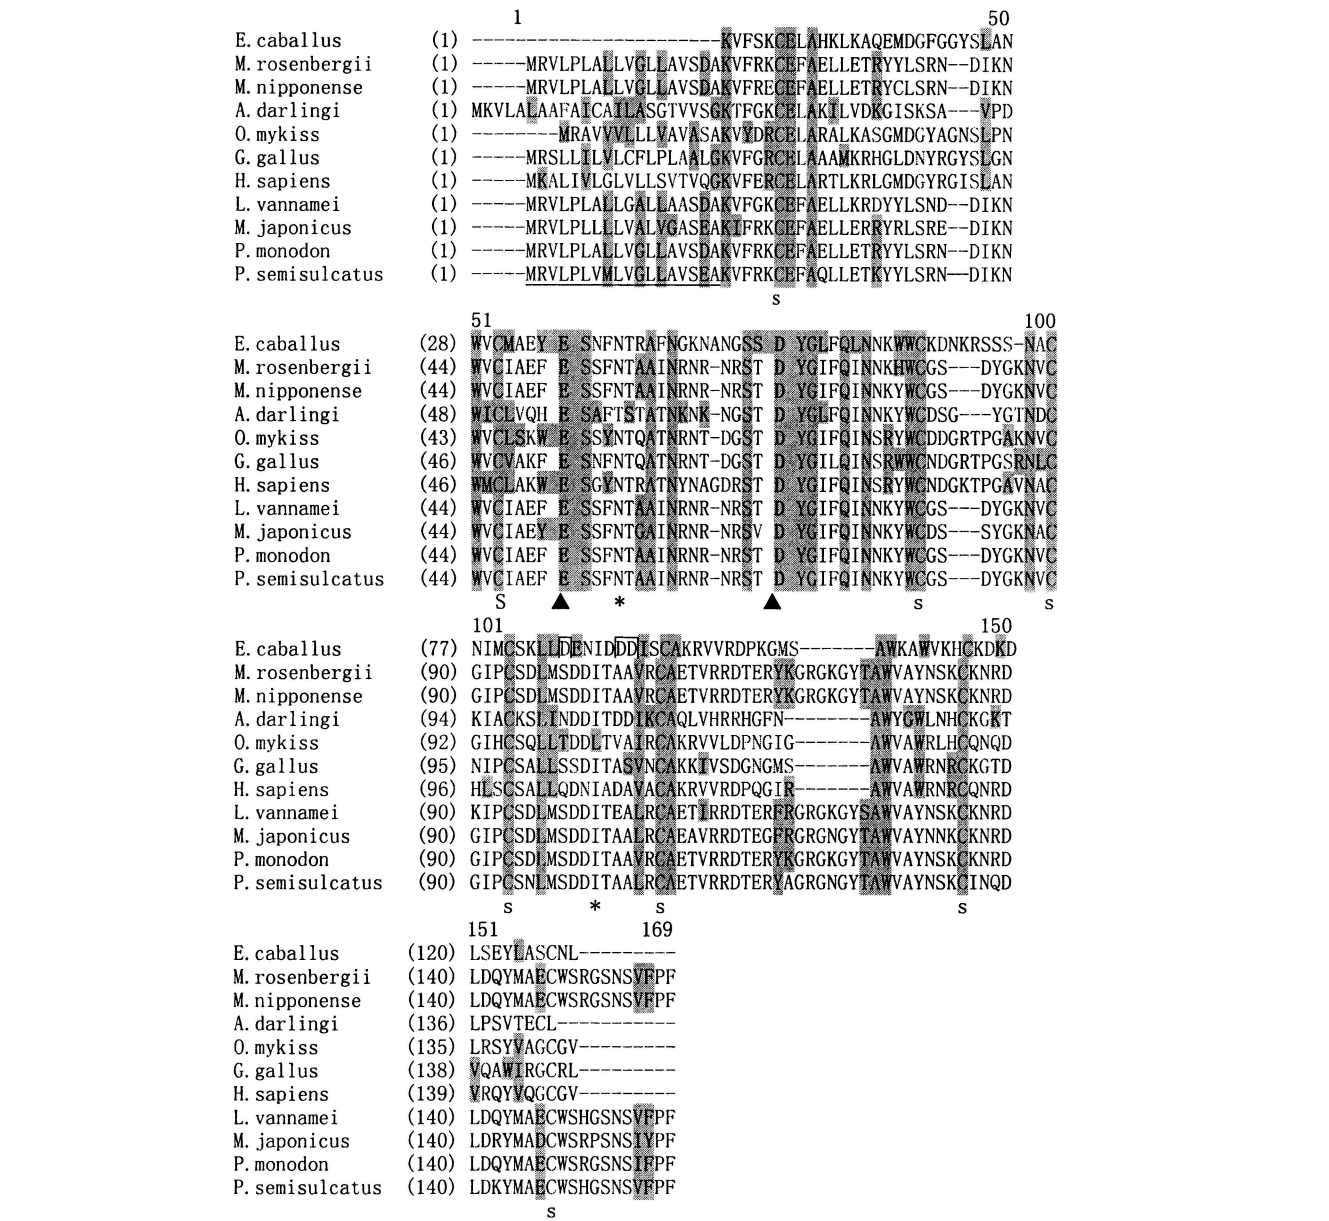 1 50
E. caballus (1) -----------------------KVFSKCELAHKLKAQEMDGFGGYSLAN
M. rosenbergii (1) -----MRVLPLALLVGLLAVSDAKVFRKCEFAELLETRYYLSRN--DIKN
M. nipponense (1) -----MRVLPLALLVGLLAVSDAKVFRECEFAELLETRYCLSRN--DIKN
A. darlingi (1) MKVLALAAFAICAILASGTVVSGKTFGKCELAKILVDKGISKSA---VPD
O. mykiss (1) --------MRAVVVLLLVAVASAKVYDRCELARALKASGMDGYAGNSLPN
G. gallus (1) -----MRSLLILVLCFLPLAALGKVFGRCELAAAMKRHGLDNYRGYSLGN
H. sapiens (1) -----MKALIVLGLVLLSVTVQGKVFERCELARTLKRLGMDGYRGISLAN
L. vannamei (1) -----MRVLPLALLGALLAASDAKVFGKCEFAELLKRDYYLSND--DIKN
M. japonicus (1) -----MRVLPLLLLVALVGASEAKIFRKCEFAELLERRYRLSRE--DIKN
P. monodon (1) -----MRVLPLALLVGLLAVSDAKVFRKCEFAELLETRYYLSRN--DIKN
P. semisulcatus (1) -----MRVLPLVMLVGLLAVSEAKVFRKCEFAQLLETKYYLSRN--DIKN
s
51 100
E. caballus (28) WVCMAEY E SNFNTRAFNGKNANGSS D YGLFQLNNKWWCKDNKRSSS-NAC
M. rosenbergii (44) WVCIAEF E SSFNTAAINRNR-NRST D YGIFQINNKHWCGS---DYGKNVC
M. nipponense (44) WVCIAEF E SSFNTAAINRNR-NRST D YGIFQINNKYWCGS---DYGKNVC
A. darlingi (48) WICLVQH E SAFTSTATNKNK-NGST D YGLFQINNKYWCDSG---YGTNDC
O. mykiss (43) WVCLSKW E SSYNTQATNRNT-DGST D YGIFQINSRYWCDDGRTPGAKNVC
G. gallus (46) WVCVAKF E SNFNTQATNRNT-DGST D YGILQINSRWWCNDGRTPGSRNLC
H. sapiens (46) WMCLAKW E SGYNTRATNYNAGDRST D YGIFQINSRYWCNDGKTPGAVNAC
L. vannamei (44) WVCIAEF E SSFNTAAINRNR-NRST D YGIFQINNKYWCGS---DYGKNVC
M. japonicus (44) WVCIAEY E SSFNTGAINRNR-NRSV D YGIFQINNKYWCDS---SYGKNVC
P. monodon (44) WVCIAEF E SSFNTAAINRNR-NRST D YGIFQINNKYWCGS---DYGKNVC
P. semisulcatus (44) WVCIAEF E SSFNTAAINRNR-NRST D YGIFQINNKYWCGS---DYGKNVC
S ▲ * ▲ s s
101 150
E. caballus (77) NIMCSKLLDENIDDDISCAKRVVRDPKGMS-------AWKAWVKHCKDKD
M. rosenbergii (90) GIPCSDLMSDDITAAVRCAETVRRDTERYKGRGKGYTAWVAYNSKCKNRD
M. nipponense (90) GIPCSDLMSDDITAAVRCAETVRRDTERYKGRGKGYTAWVAYNSKCKNRD
A. darlingi (94) KIACKSLINDDITDDIKCAQLVHRRHGFN--------AWYGWLNHCKGKT
O. mykiss (92) GIHCSQLLTDDLTVAIRCAKRVVLDPNGIG-------AWVAWRLHCQNQD
G. gallus (95) NIPCSALLSSDITASVNCAKKIVSDGNGMS-------AWVAWRNRCKGTD
H. sapiens (96) HLSCSALLQDNIADAVACAKRVVRDPQGIR-------AWVAWRNRCQNRD
L. vannamei (90) KIPCSDLMSDDITEALRCAETIRRDTERFRGRGKGYSAWVAYNSKCKNRD
M. japonicus (90) GIPCSDLMSDDITAALRCAEAVRRDTEGFRGRGNGYTAWVAYNNKCKNRD
P. monodon (90) GIPCSDLMSDDITAAVRCAETVRRDTERYKGRGKGYTAWVAYNSKCKNRD
P. semisulcatus (90) GIPCSNLMSDDITAALRCAETVRRDTERYAGRGNGYTAWVAYNSKCINQD
s * s s
151 169
E. caballus (120) LSEYLASCNL---------
M. rosenbergii (140) LDQYMAECWSRGSNSVFPF
M. nipponense (140) LDQYMAECWSRGSNSVFPF
A. darlingi (136) LPSVTECL-----------
O. mykiss (135) LRSYVAGCGV---------
G. gallus (138) VQAWIRGCRL---------
H. sapiens (139) VRQYVQGCGV---------
L. vannamei (140) LDQYMAECWSHGSNSVFPF
M. japonicus (140) LDRYMADCWSRPSNSIYPF
P. monodon (140) LDQYMAECWSRGSNSIFPF
P. semisulcatus (140) LDKYMAECWSHGSNSVFPF
s